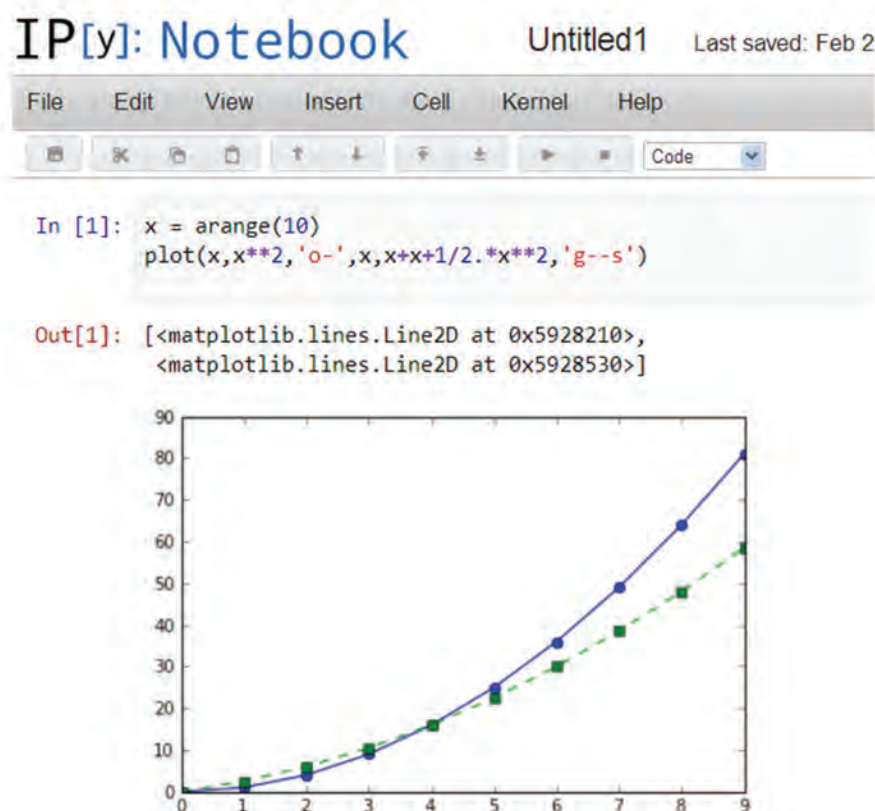 IP[y]: Notebook Untitled1 Last saved: Feb 2
File Edit View Insert Cell Kernel Help
Code
In [1]: x = arange(10)
plot(x,x**2,'o-',x,x+x+1/2.*x**2,'g--s')
Out[1]: [<matplotlib.lines.Line2D at 0x5928210>,
<matplotlib.lines.Line2D at 0x5928530>]
90
80
70
60
50
40
30
20
10
0
0 1 2 3 4 5 6 7 8 9